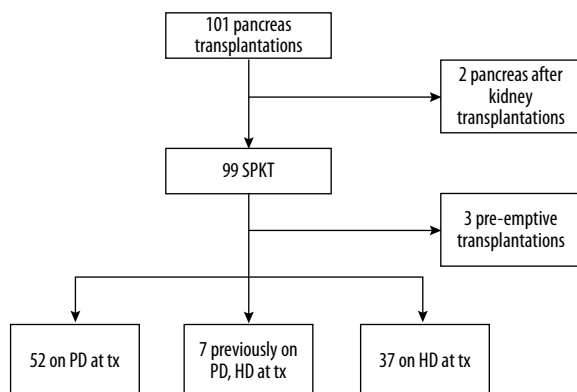 101 pancreas
transplantations
2 pancreas after
kidney
transplantations
99 SPKT
3 pre-emptive
transplantations
52 on PD at tx
7 previously on
PD, HD at tx
37 on HD at tx